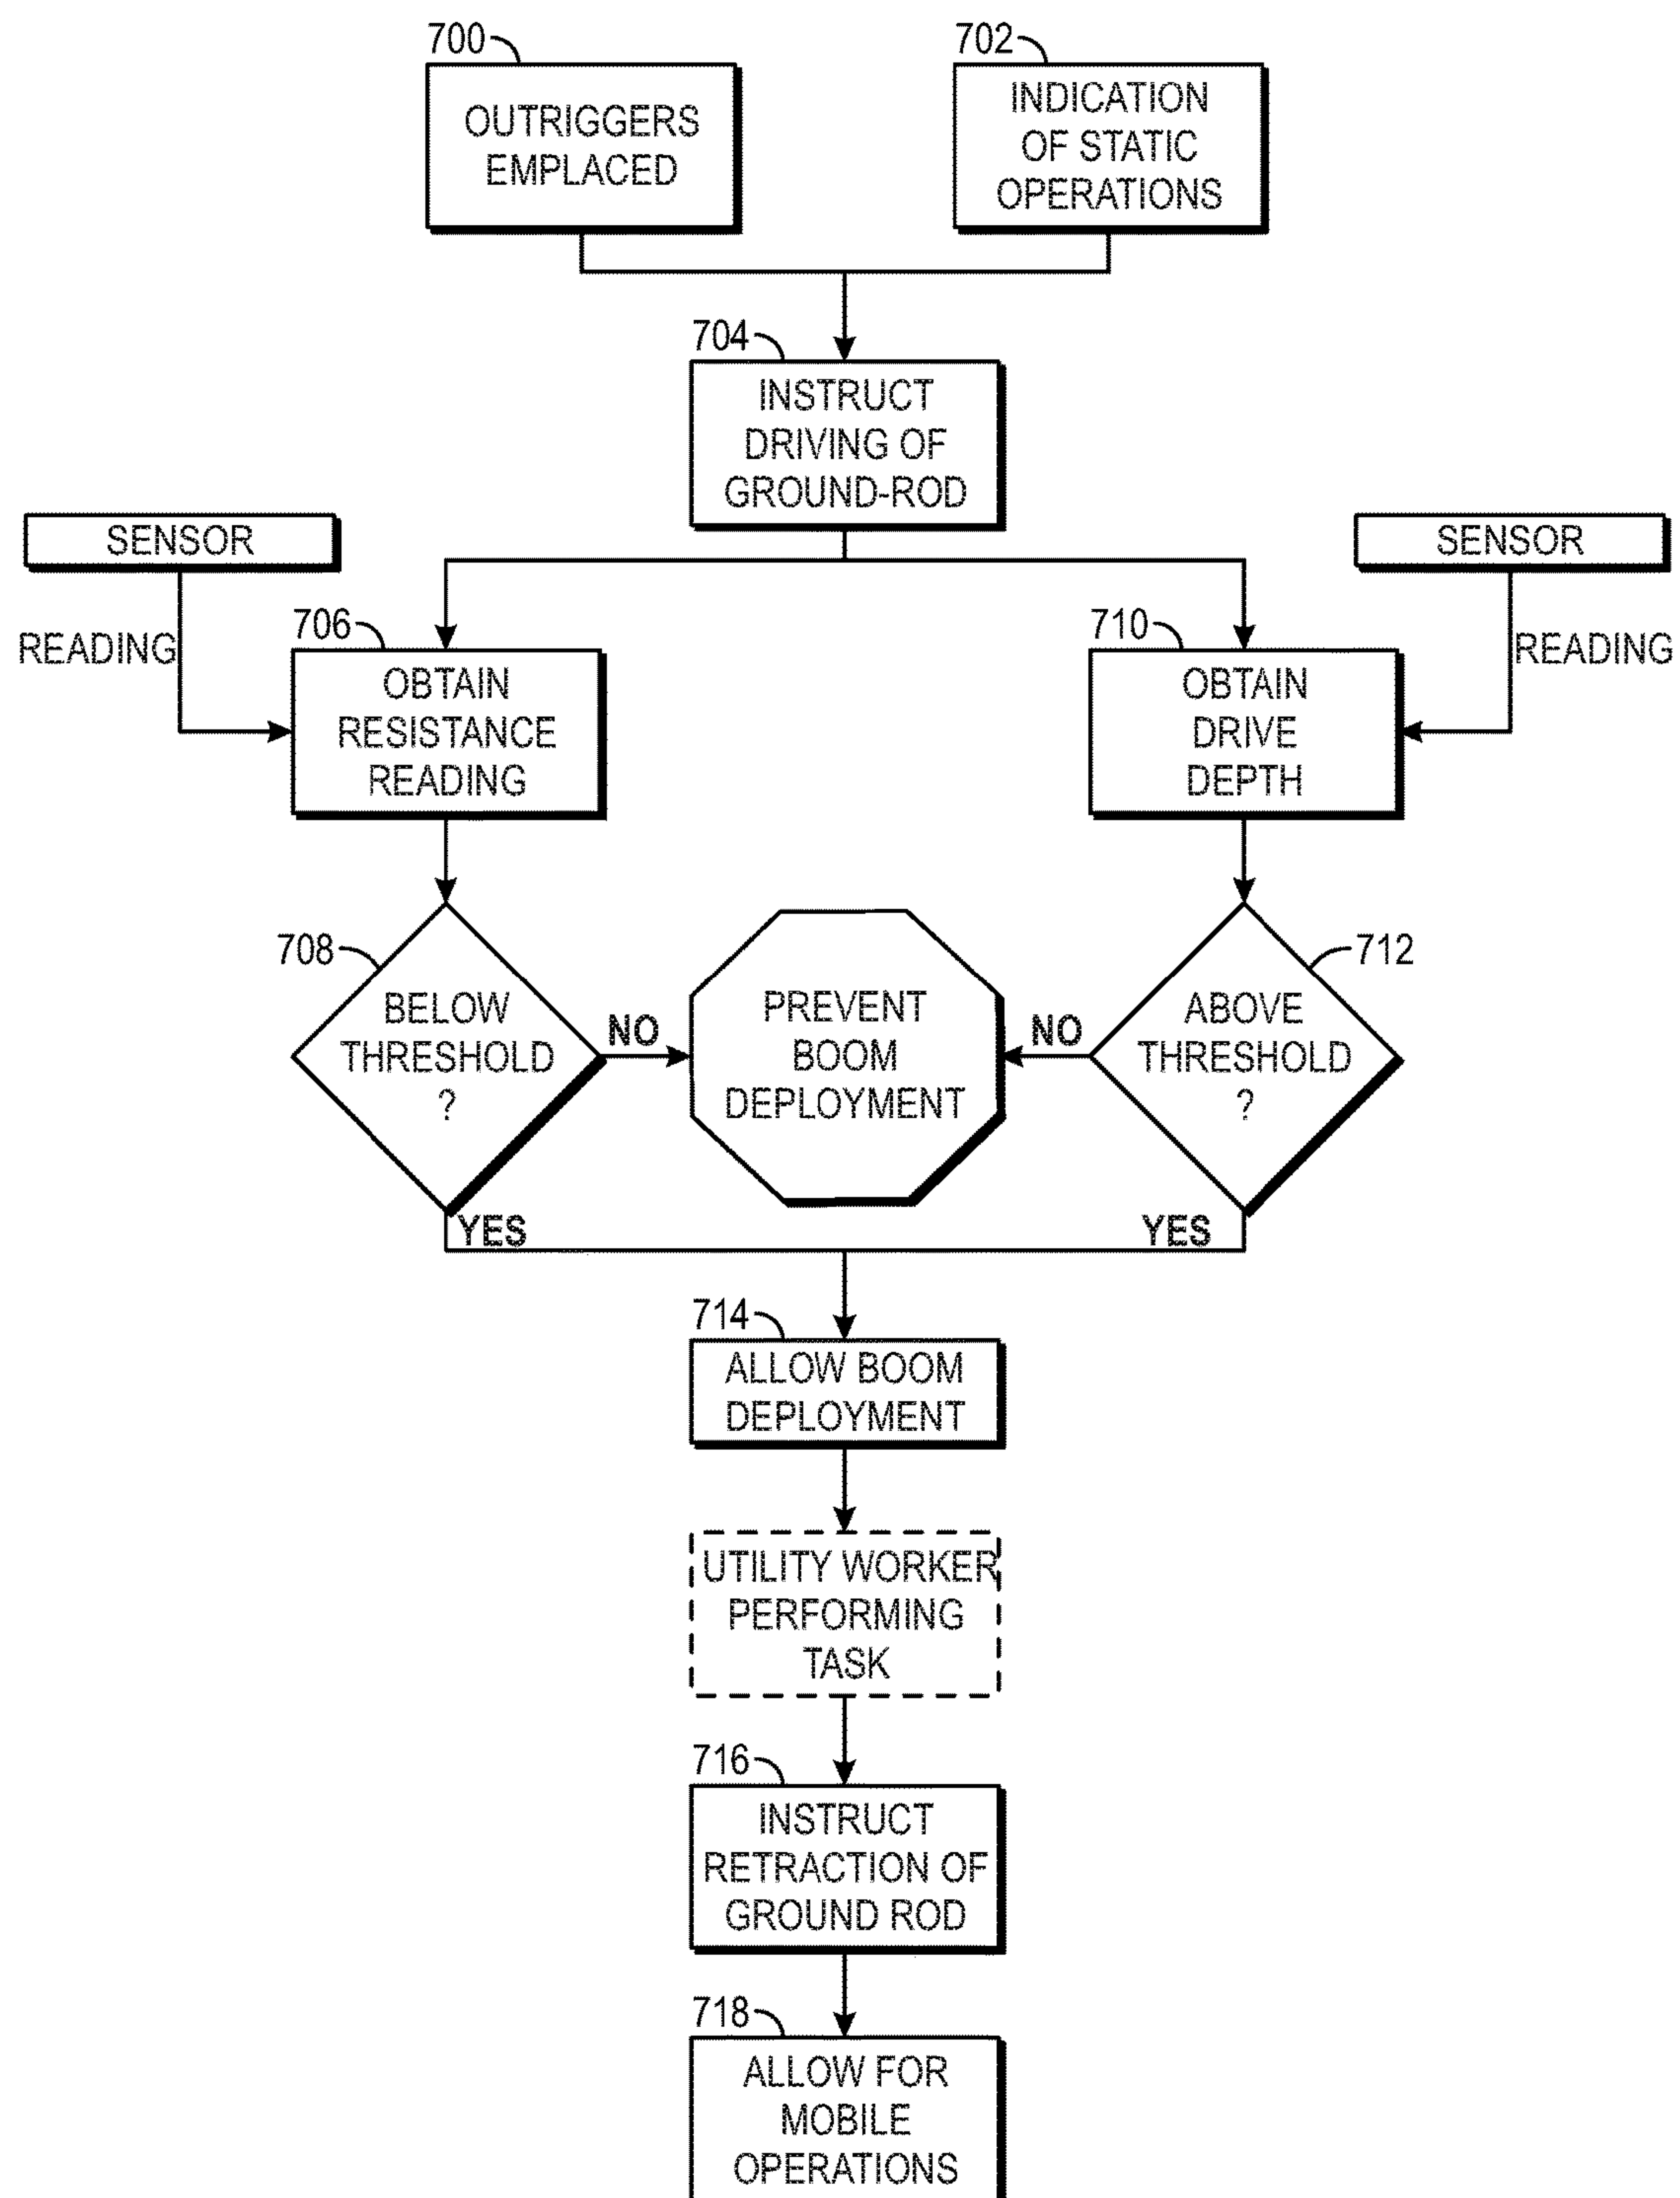 700
OUTRIGGERS
EMPLACED
702
INDICATION
OF STATIC
OPERATIONS
704
INSTRUCT
DRIVING OF
GROUND-ROD
SENSOR
READING
706
OBTAIN
RESISTANCE
READING
SENSOR
READING
710
OBTAIN
DRIVE
DEPTH
708
BELOW
THRESHOLD
?
NO
YES
PREVENT
BOOM
DEPLOYMENT
712
ABOVE
THRESHOLD
?
NO
YES
714
ALLOW BOOM
DEPLOYMENT
UTILITY WORKER
PERFORMING
TASK
716
INSTRUCT
RETRACTION OF
GROUND ROD
718
ALLOW FOR
MOBILE
OPERATIONS